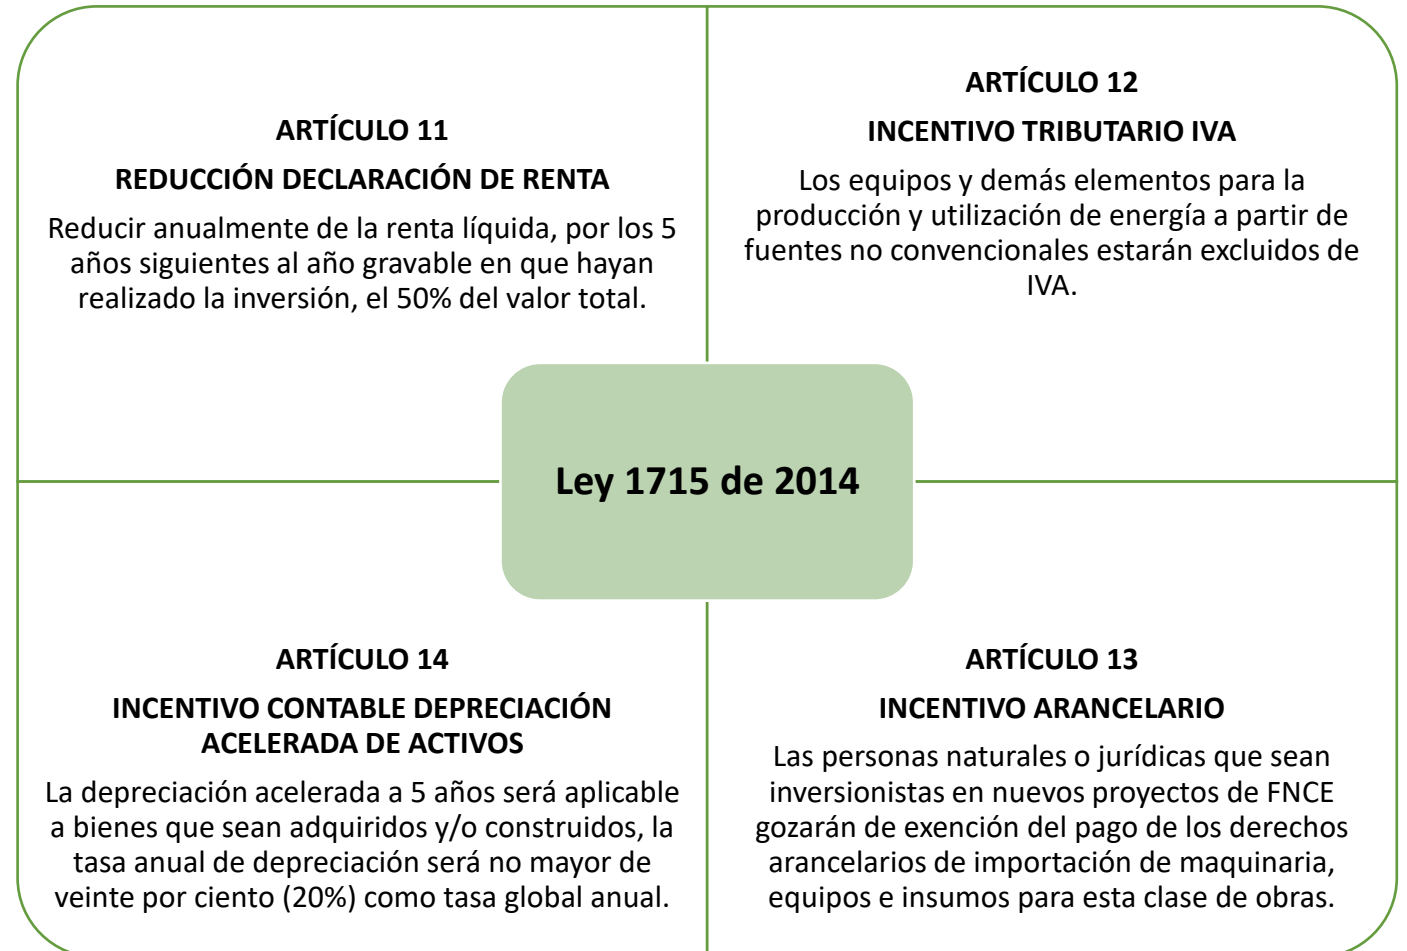 ARTÍCULO 11
REDUCCIÓN DECLARACIÓN DE RENTA
Reducir anualmente de la renta líquida, por los 5
años siguientes al año gravable en que hayan
realizado la inversión, el 50% del valor total.
ARTÍCULO 12
INCENTIVO TRIBUTARIO IVA
Los equipos y demás elementos para la
producción y utilización de energía a partir de
fuentes no convencionales estarán excluidos de
IVA.
Ley 1715 de 2014
ARTÍCULO 14
INCENTIVO CONTABLE DEPRECIACIÓN
ACELERADA DE ACTIVOS
La depreciación acelerada a 5 años será aplicable
a bienes que sean adquiridos y/o construidos, la
tasa anual de depreciación será no mayor de
veinte por ciento (20%) como tasa global anual.
ARTÍCULO 13
INCENTIVO ARANCELARIO
Las personas naturales o jurídicas que sean
inversionistas en nuevos proyectos de FNCE
gozarán de exención del pago de los derechos
arancelarios de importación de maquinaria,
equipos e insumos para esta clase de obras.